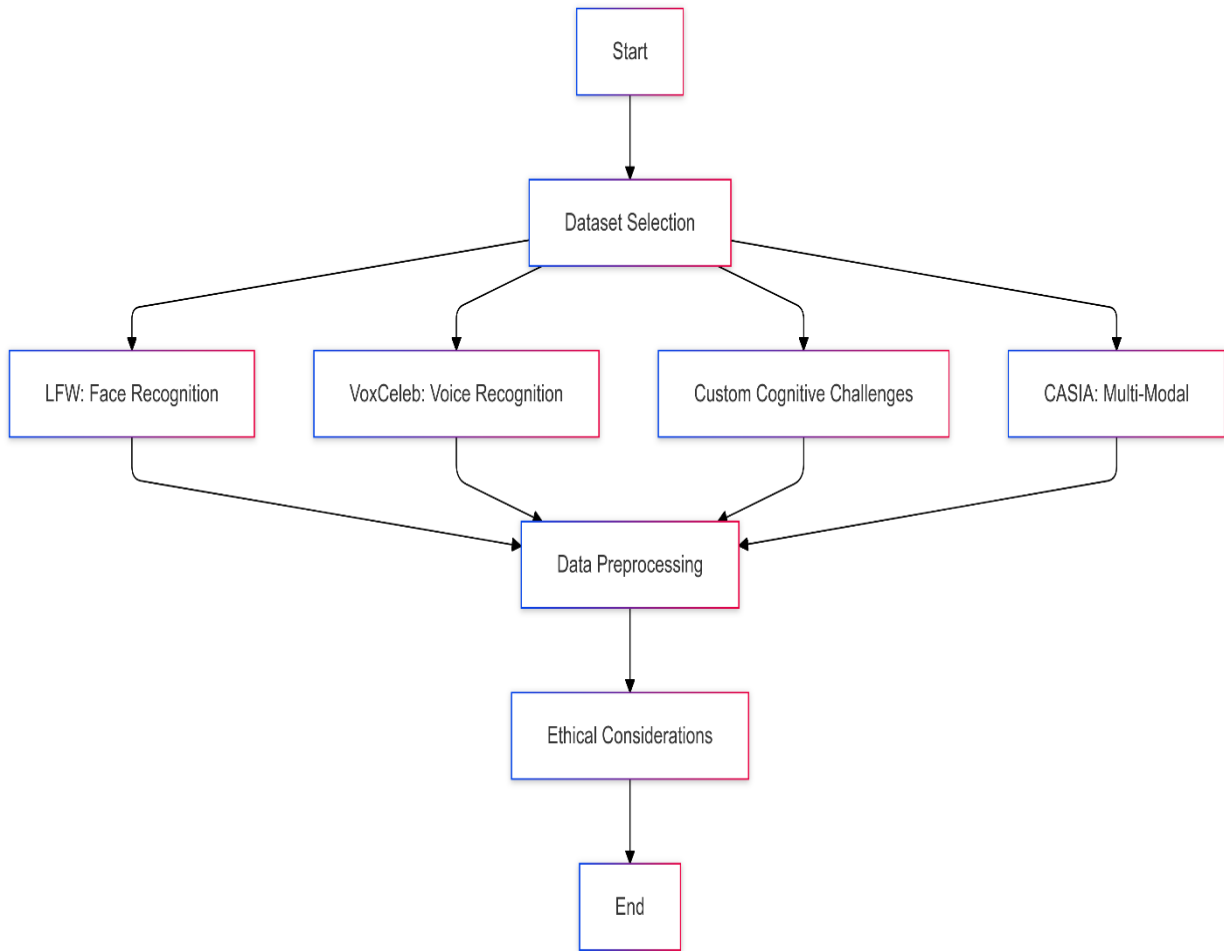 Start
Dataset Selection
LFW: Face Recognition
VoxCeleb: Voice Recognition
Custom Cognitive Challenges
CASIA: Multi-Modal
Data Preprocessing
Ethical Considerations
End